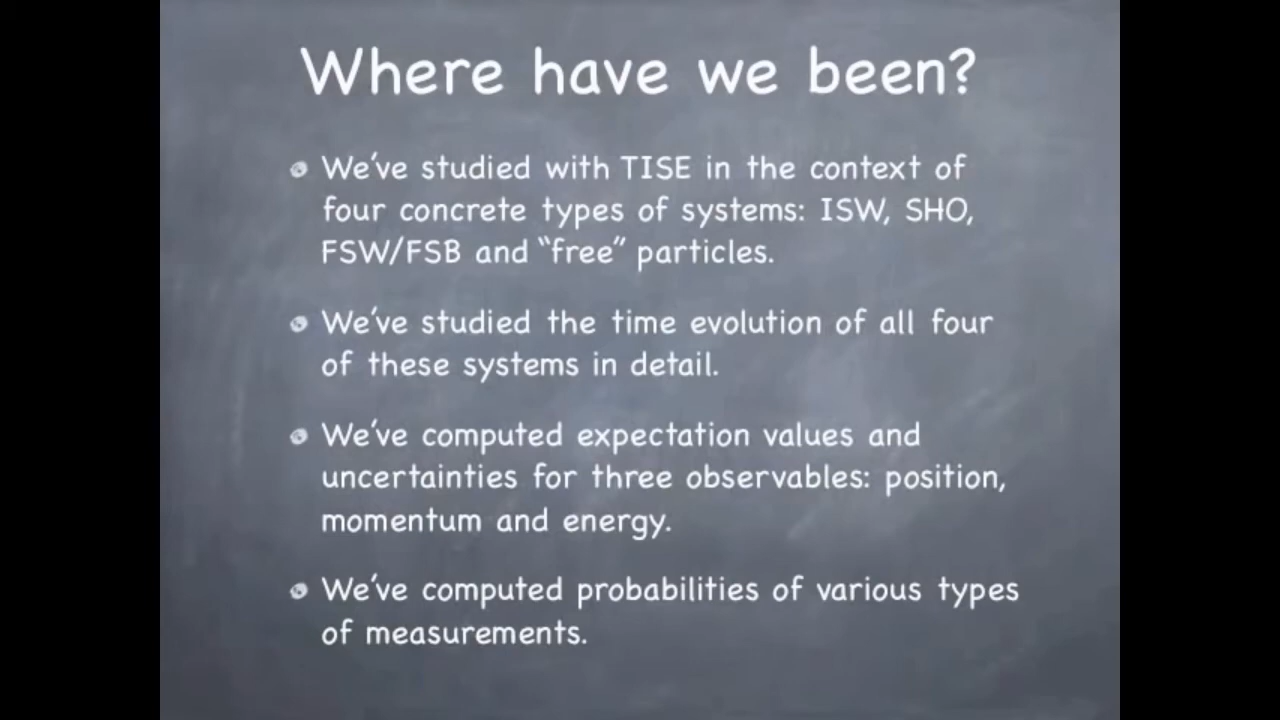 Where have we been?
We've studied with TISE in the context of
four concrete types of systems: ISW, SHO,
FSW/FSB and “free” particles.
We've studied the time evolution of all four
of these systems in detail.
We've computed expectation values and
uncertainties for three observables: position,
momentum and energy.
We've computed probabilities of various types
of measurements.